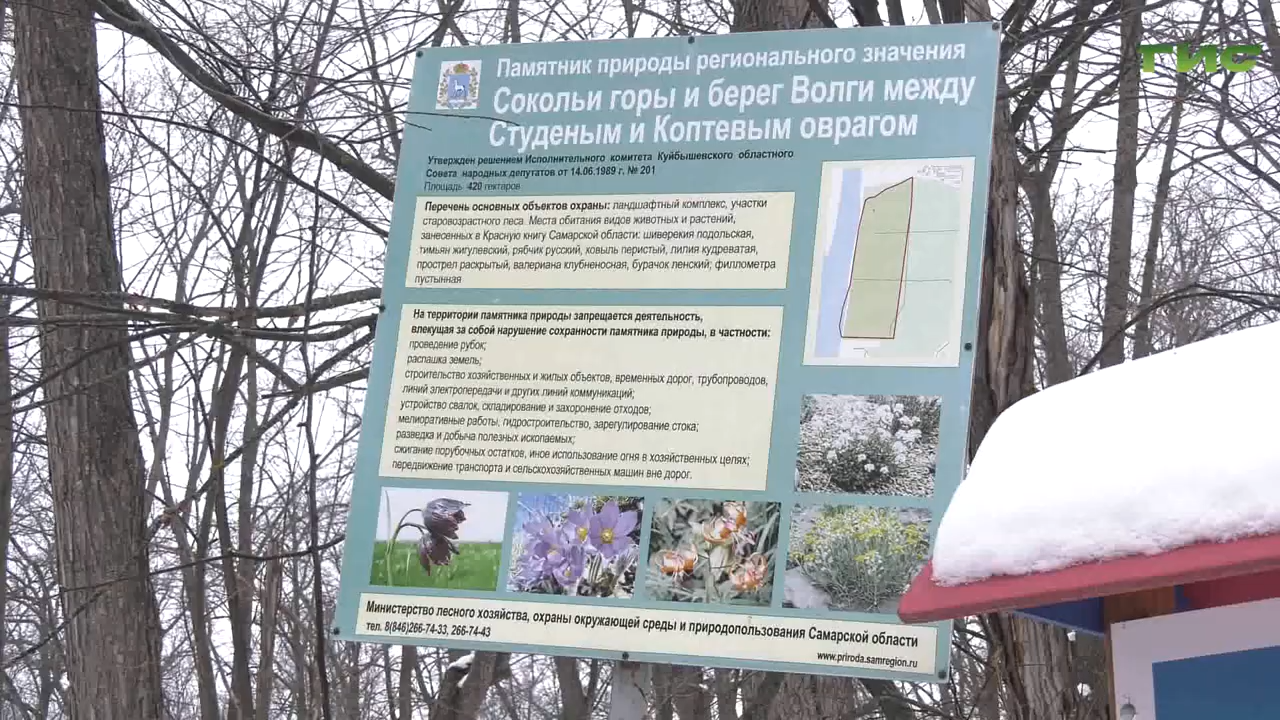 ТИС
Памятник природы регионального значения
Сокольи горы и берег Волги между
Студеным и Коптевым оврагом
Утвержден решением Исполнительного комитета Куйбышевского областного
Совета народных депутатов от 14.06.1989 г. № 201
Площадь 420 гектаров
Перечень основных объектов охраны: ландшафтный комплекс, участки
старовозрастного леса. Места обитания видов животных и растений,
занесенных в Красную книгу Самарской области: шиверекия подольская,
тимьян жигулевский, рябчик русский, ковыль перистый, лилия кудреватая,
прострел раскрытый, валериана клубненосная, бурачок ленский; филлометра
пустынная
На территории памятника природы запрещается деятельность,
влекущая за собой нарушение сохранности памятника природы, в частности:
проведение рубок;
распашка земель;
строительство хозяйственных и жилых объектов, временных дорог, трубопроводов,
линий электропередачи и других линий коммуникаций;
устройство свалок, складирование и захоронение отходов;
мелиоративные работы, гидростроительство, зарегулирование стока;
разведка и добыча полезных ископаемых;
сжигание порубочных остатков, иное использование огня в хозяйственных целях;
передвижение транспорта и сельскохозяйственных машин вне дорог.
Министерство лесного хозяйства, охраны окружающей среды и природопользования Самарской области
тел. 8(846)266-74-33, 266-74-43
www.priroda.samregion.ru